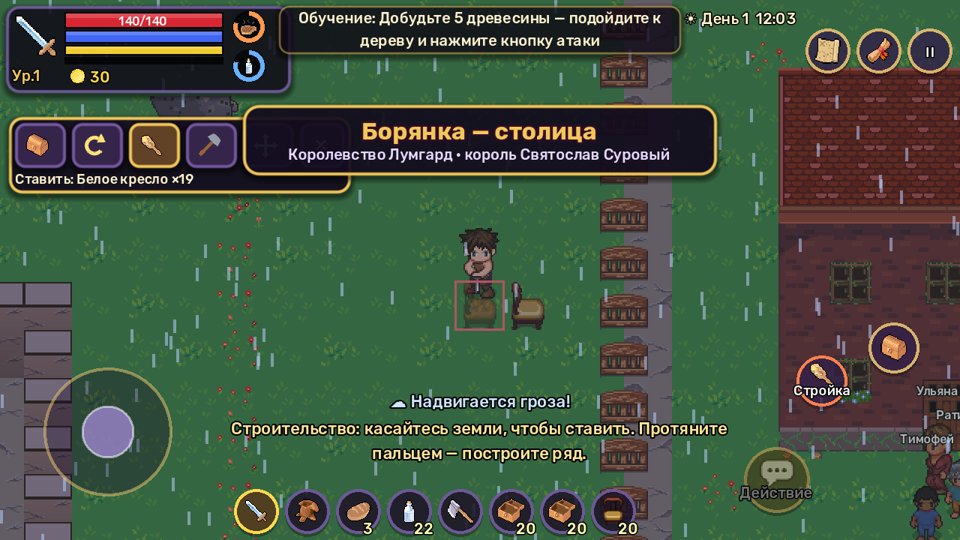 140/140
Ур.1
30
Обучение: Добудьте 5 древесины — подойдите к
дереву и нажмите кнопку атаки
День 1 12:03
Борянка — столица
Королевство Лумгард • король Святослав Суровый
Ставить: Белое кресло ×19
Стройка
Ульяна
Рати
Тимофей
Надвигается гроза!
Строительство: касайтесь земли, чтобы ставить. Протяните
пальцем — постройте ряд.
Действие
3
22
20
20
20